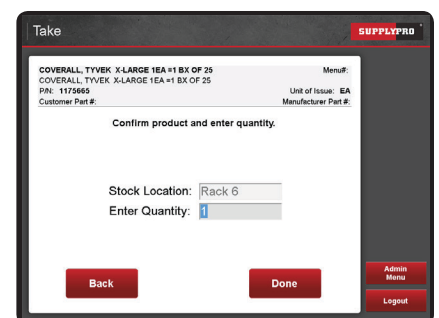 Take
SUPPLYPRO
COVERALL, TYVEK X-LARGE 1EA =1 BX OF 25 Menu#:
COVERALL, TYVEK X-LARGE 1EA =1 BX OF 25
P/N: 1175665 Unit of Issue: EA
Customer Part #: Manufacturer Part #:
Confirm product and enter quantity.
Stock Location: Rack 6
Enter Quantity: 1
Back
Done
Admin
Menu
Logout